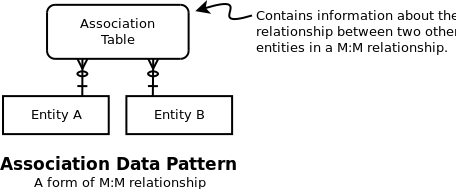 Association
Table
Contains information about the
relationship between two other
entities in a M:M relationship.
Entity A
Entity B
Association Data Pattern
A form of M:M relationship